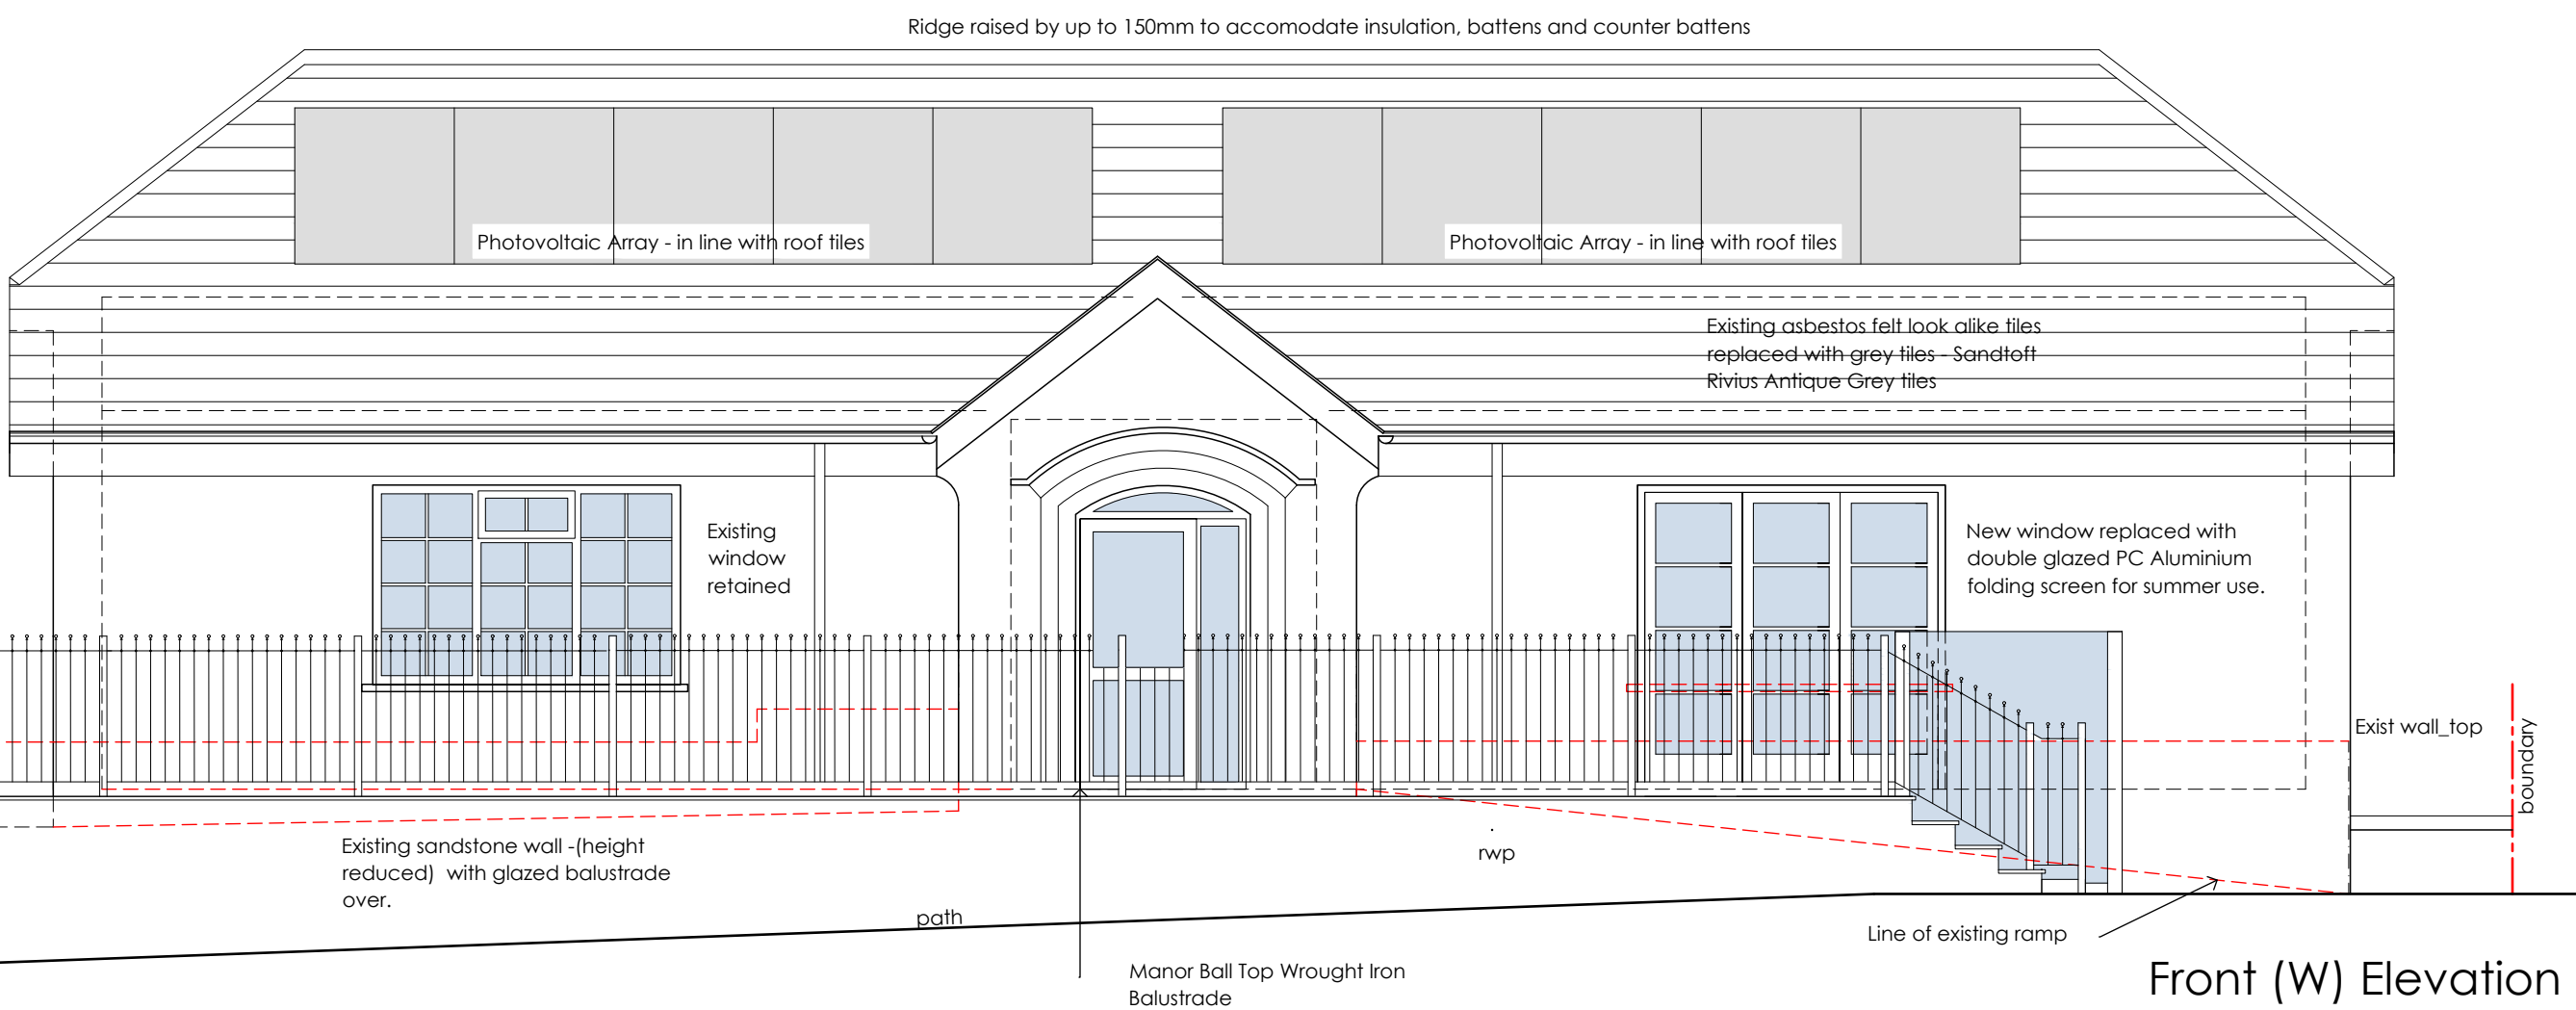 Ridge raised by up to 150mm to accomodate insulation, battens and counter battens
Photovoltaic Array - in line with roof tiles
Photovoltaic Array - in line with roof tiles
Existing asbestos felt look alike tiles
replaced with grey tiles - Sandtoft
Rivius Antique Grey tiles
Existing
window
retained
New window replaced with
double glazed PC Aluminium
folding screen for summer use.
Exist wall_top
boundary
Existing sandstone wall -(height
reduced)  with glazed balustrade
over.
rwp
path
Line of existing ramp
Manor Ball Top Wrought Iron
Balustrade
Front (W) Elevation